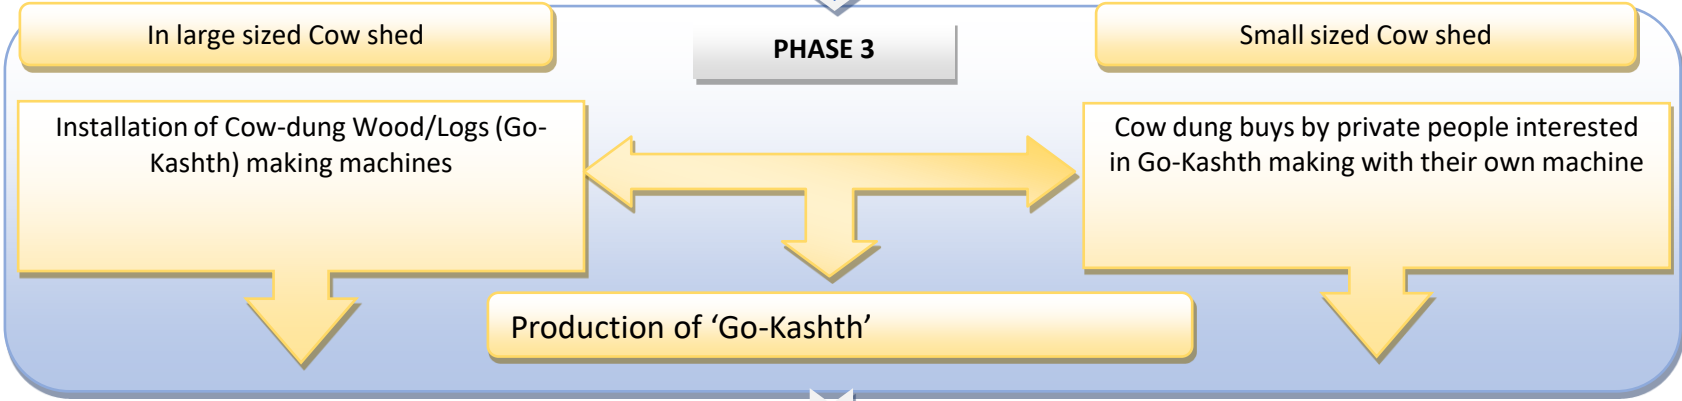 In large sized Cow shed
PHASE 3
Small sized Cow shed
Installation of Cow-dung Wood/Logs (Go-
Kashth) making machines
Cow dung buys by private people interested
in Go-Kashth making with their own machine
Production of ‘Go-Kashth’